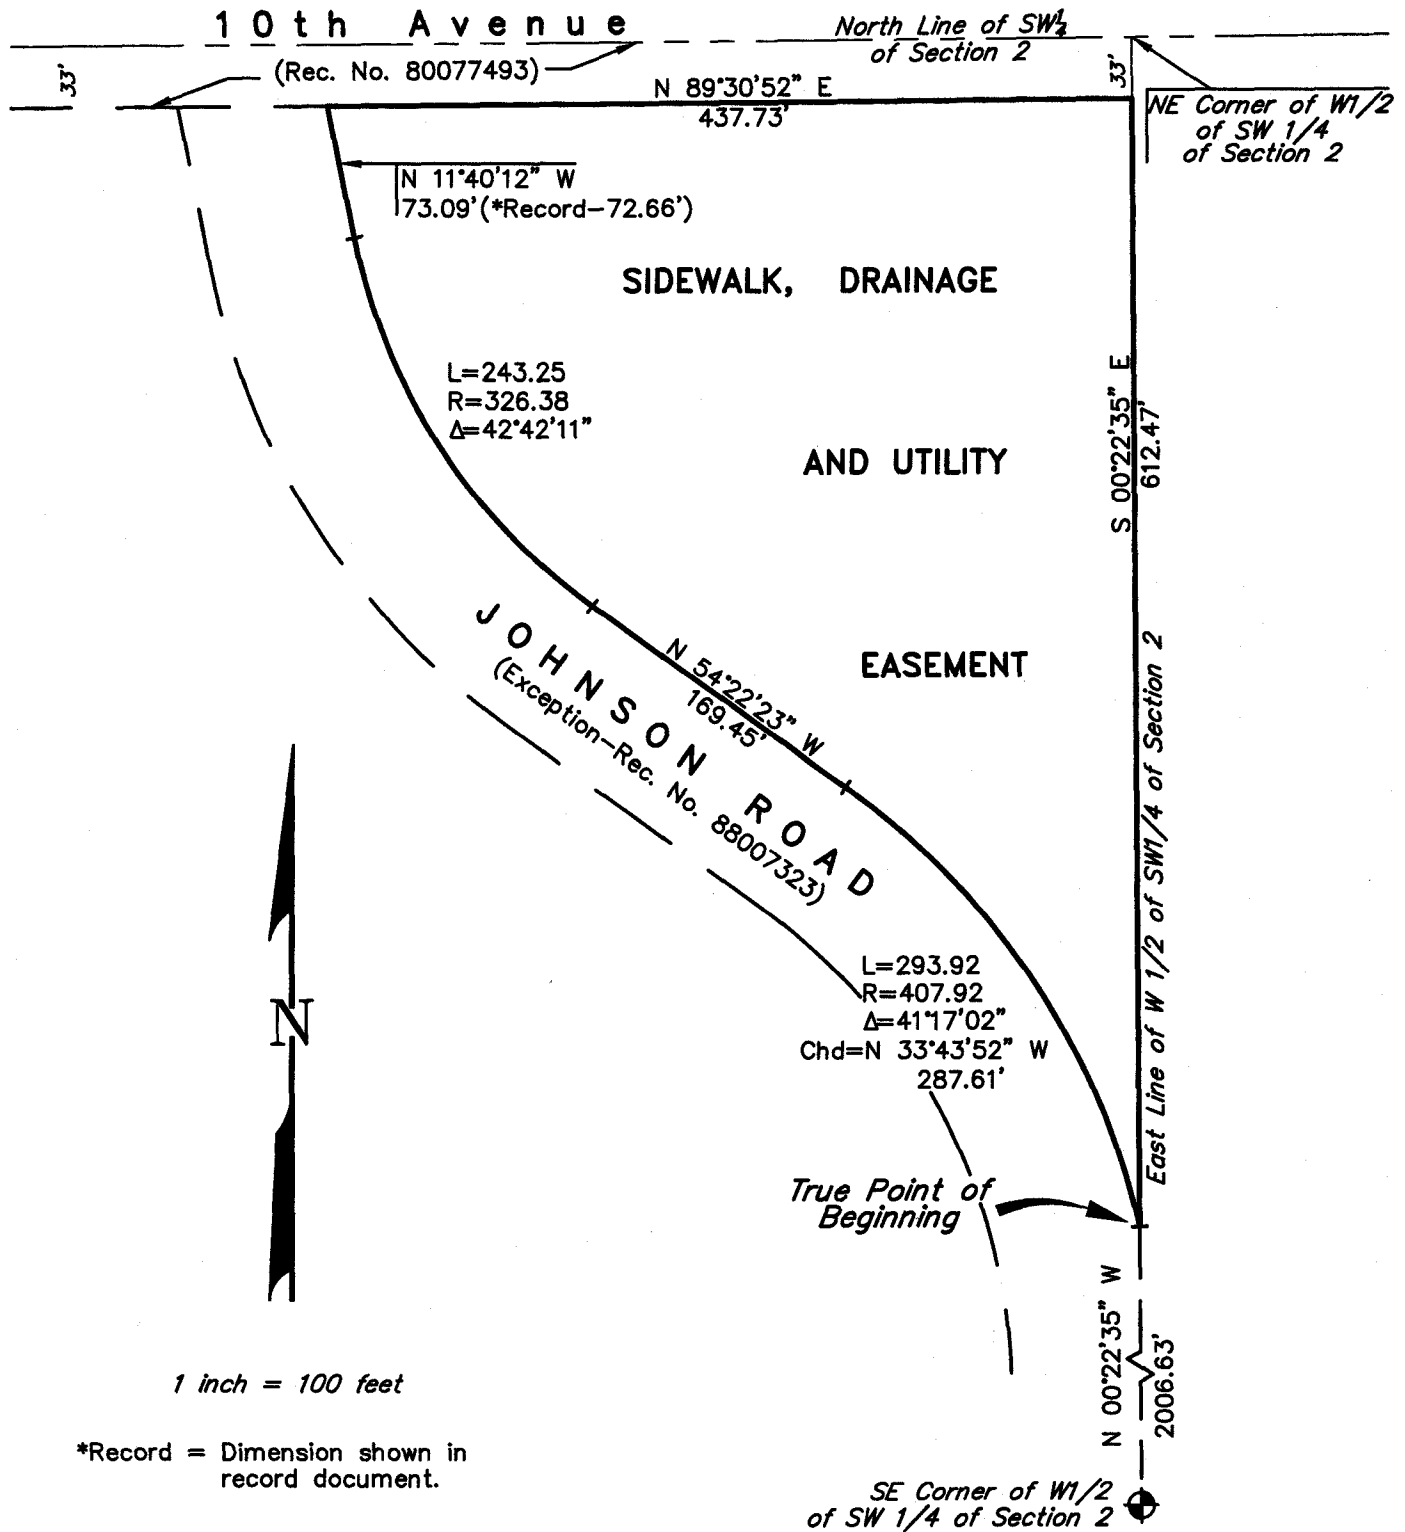 10th Avenue
North Line of SW¼
of Section 2
33'
(Rec. No. 80077493)
33'
N 89°30'52" E
437.73'
NE Corner of W1/2
of SW 1/4
of Section 2
N 11°40'12" W
73.09'(*Record-72.66')
SIDEWALK, DRAINAGE
L=243.25
R=326.38
Δ=42°42'11"
S 00°22'35" E
612.47'
AND UTILITY
EASEMENT
N 54°22'23" W
169.45'
JOHNSON ROAD
(Exception-Rec. No. 88007323)
East Line of W 1/2 of SW1/4 of Section 2
L=293.92
R=407.92
Δ=41°17'02"
Chd=N 33°43'52" W
287.61'
N
True Point of
Beginning
N 00°22'35" W
2006.63'
1 inch = 100 feet
*Record = Dimension shown in
record document.
SE Corner of W1/2
of SW 1/4 of Section 2